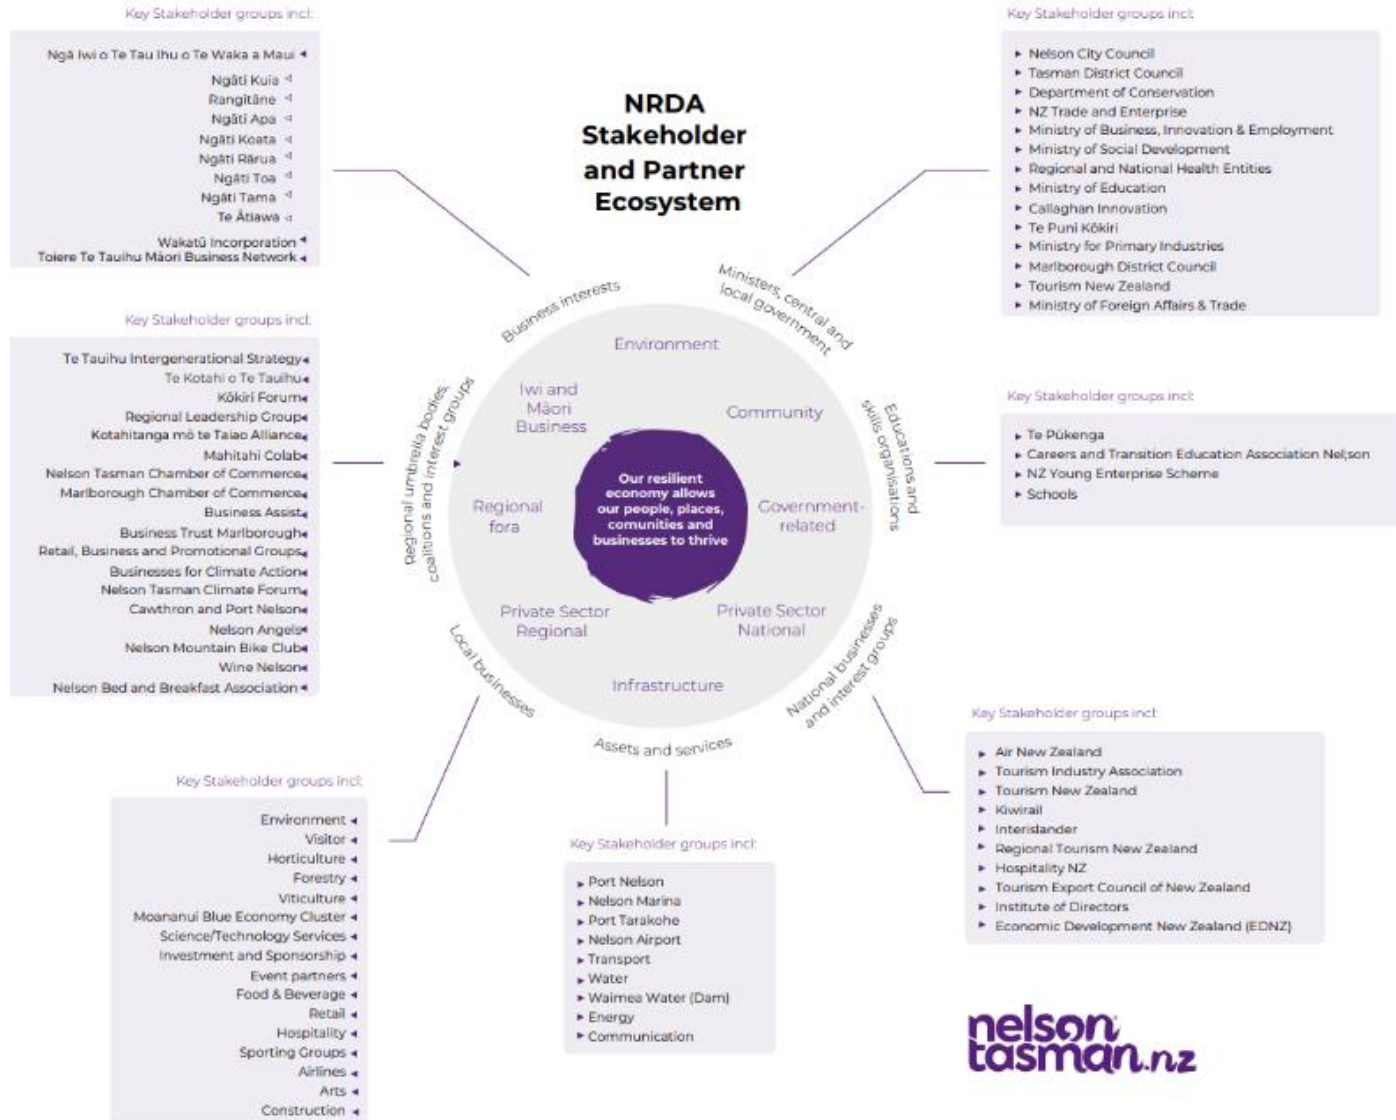 Key Stakeholder groups incl:
Ngā Iwi o Te Tau Ihu o Te Waka a Maui
Ngāti Kuia
Rangitāne
Ngāti Apa
Ngāti Koata
Ngāti Rārua
Ngāti Toa
Ngāti Tama
Te Ātiawa
Wakatū Incorporation
Toiere Te Tauihu Māori Business Network
Key Stakeholder groups incl:
Te Tauihu Intergenerational Strategy
Te Kotahi o Te Tauihu
Kōkiri Forum
Regional Leadership Group
Kotahitanga mō te Taiao Alliance
Mahitahi Colab
Nelson Tasman Chamber of Commerce
Marlborough Chamber of Commerce
Business Assist
Business Trust Marlborough
Retail, Business and Promotional Groups
Businesses for Climate Action
Nelson Tasman Climate Forum
Cawthron and Port Nelson
Nelson Angels
Nelson Mountain Bike Club
Wine Nelson
Nelson Bed and Breakfast Association
Key Stakeholder groups incl:
Environment
Visitor
Horticulture
Forestry
Viticulture
Moananui Blue Economy Cluster
Science/Technology Services
Investment and Sponsorship
Event partners
Food & Beverage
Retail
Hospitality
Sporting Groups
Airlines
Arts
Construction
NRDA
Stakeholder
and Partner
Ecosystem
Business interests
Ministers, central and
local government
Regional umbrella bodies,
coalitions and interest groups
Educations and
skills organisations
Local businesses
National businesses
and interest groups
Assets and services
Environment
Iwi and
Māori
Business
Community
Regional
fora
Government-
related
Private Sector
Regional
Private Sector
National
Infrastructure
Our resilient
economy allows
our people, places,
comunities and
businesses to thrive
Key Stakeholder groups incl:
Port Nelson
Nelson Marina
Port Tarakohe
Nelson Airport
Transport
Water
Waimea Water (Dam)
Energy
Communication
Key Stakeholder groups incl:
Nelson City Council
Tasman District Council
Department of Conservation
NZ Trade and Enterprise
Ministry of Business, Innovation & Employment
Ministry of Social Development
Regional and National Health Entities
Ministry of Education
Callaghan Innovation
Te Puni Kōkiri
Ministry for Primary Industries
Marlborough District Council
Tourism New Zealand
Ministry of Foreign Affairs & Trade
Key Stakeholder groups incl:
Te Pūkenga
Careers and Transition Education Association Nel;son
NZ Young Enterprise Scheme
Schools
Key Stakeholder groups incl:
Air New Zealand
Tourism Industry Association
Tourism New Zealand
Kiwirail
Interislander
Regional Tourism New Zealand
Hospitality NZ
Tourism Export Council of New Zealand
Institute of Directors
Economic Development New Zealand (EDNZ)
nelson
tasman.nz